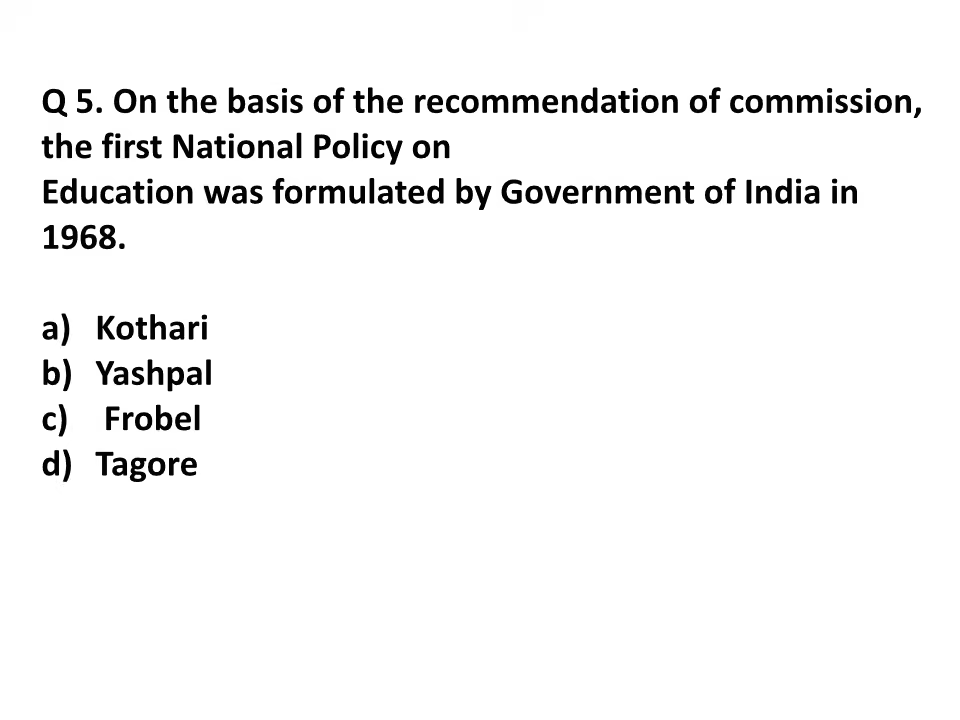 Q 5. On the basis of the recommendation of commission,
the first National Policy on
Education was formulated by Government of India in
1968.
a) Kothari
b) Yashpal
c) Frobel
d) Tagore